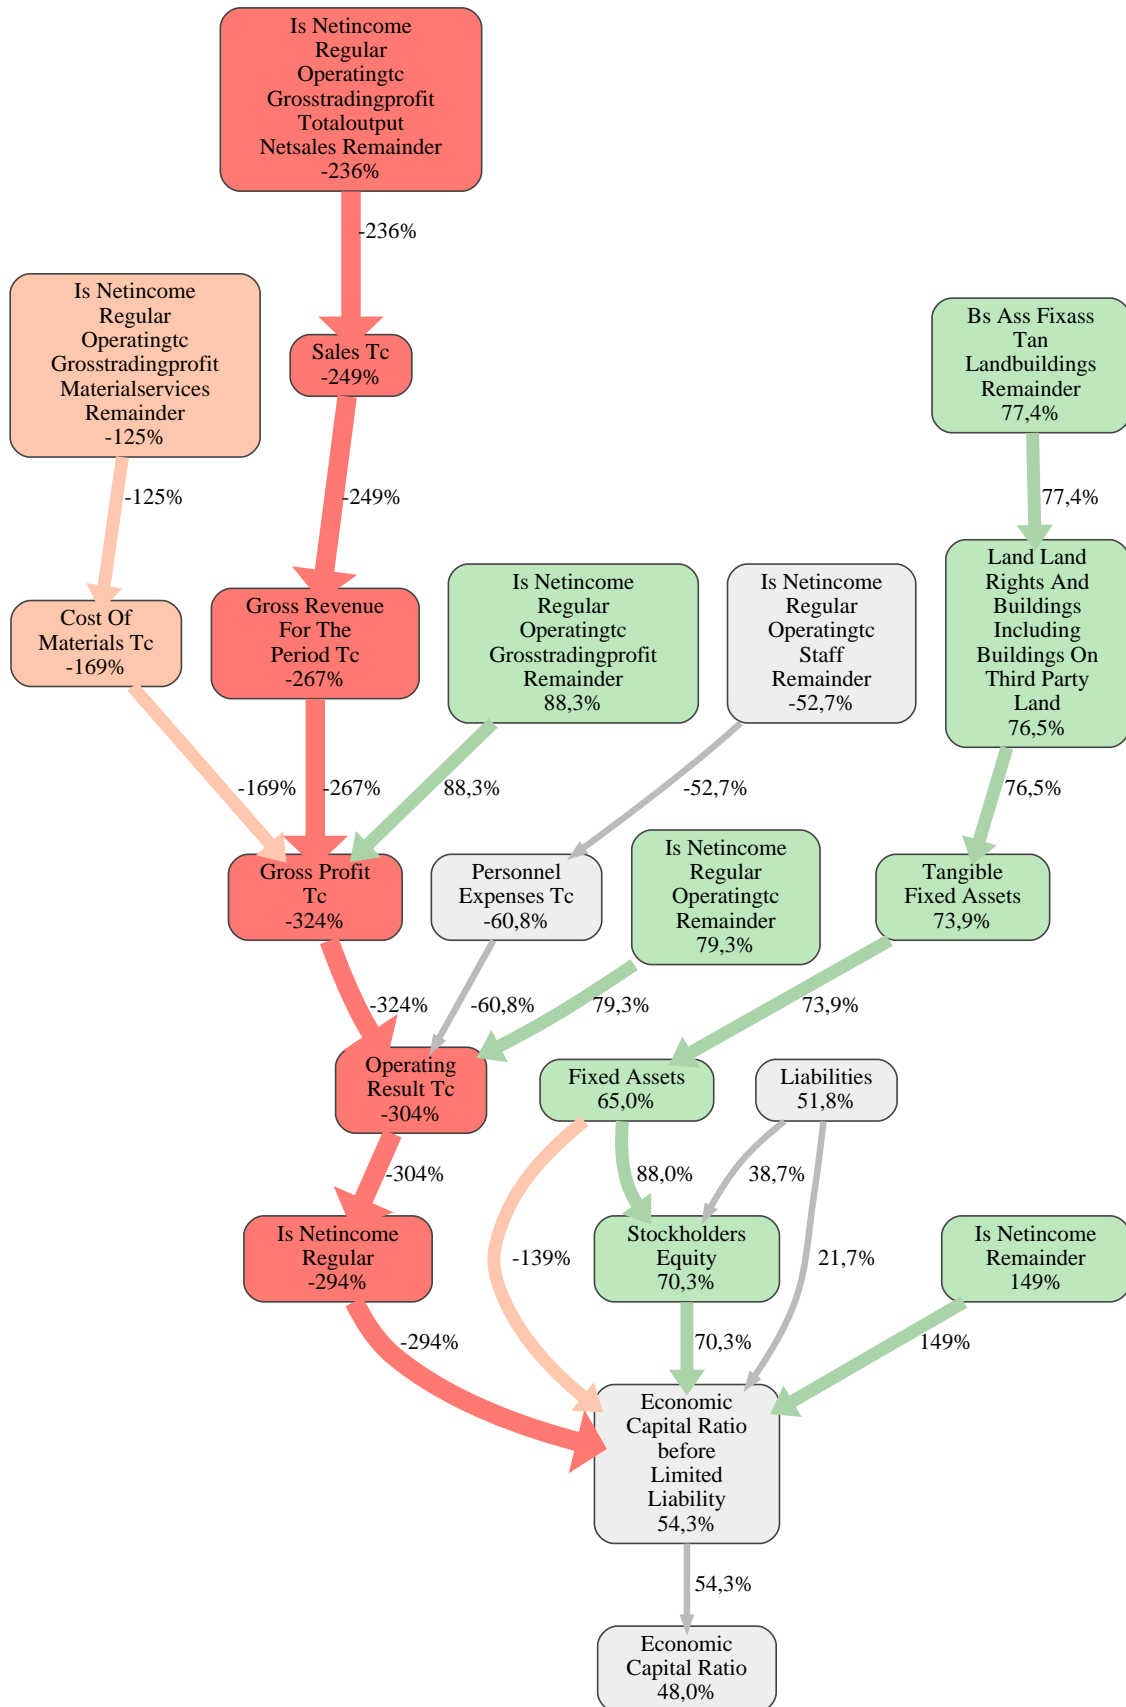 Is Netincome
Regular
Operatingtc
Grosstradingprofit
Totaloutput
Netsales Remainder
-236%
-236%
Is Netincome
Regular
Operatingtc
Grosstradingprofit
Materialservices
Remainder
-125%
Sales Tc
-249%
Bs Ass Fixass
Tan
Landbuildings
Remainder
77,4%
-125%
-249%
77,4%
Cost Of
Materials Tc
-169%
Gross Revenue
For The
Period Tc
-267%
Is Netincome
Regular
Operatingtc
Grosstradingprofit
Remainder
88,3%
Is Netincome
Regular
Operatingtc
Staff
Remainder
-52,7%
Land Land
Rights And
Buildings
Including
Buildings On
Third Party
Land
76,5%
-169%
-267%
88,3%
-52,7%
76,5%
Gross Profit
Tc
-324%
Personnel
Expenses Tc
-60,8%
Is Netincome
Regular
Operatingtc
Remainder
79,3%
Tangible
Fixed Assets
73,9%
-324%
-60,8%
79,3%
73,9%
Operating
Result Tc
-304%
Fixed Assets
65,0%
Liabilities
51,8%
-304%
88,0%
38,7%
Is Netincome
Regular
-294%
-139%
Stockholders
Equity
70,3%
21,7%
Is Netincome
Remainder
149%
-294%
70,3%
149%
Economic
Capital Ratio
before
Limited
Liability
54,3%
54,3%
Economic
Capital Ratio
48,0%